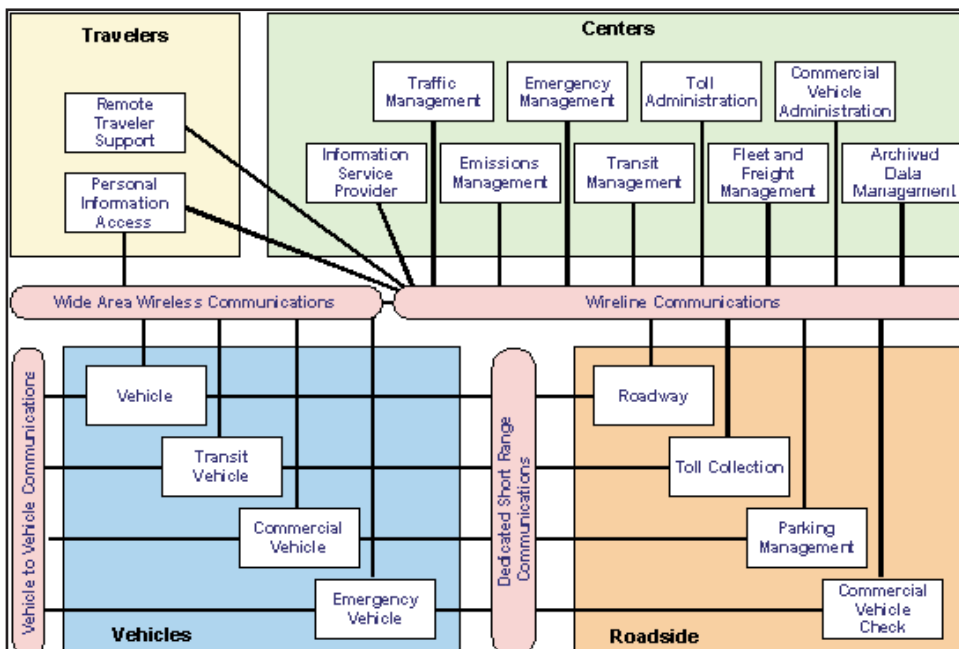 Travelers
Remote
Traveler
Support
Personal
Information
Access
Centers
Traffic
Management
Emergency
Management
Toll
Administration
Commercial
Vehicle
Administration
Information
Service
Provider
Emissions
Management
Transit
Management
Fleet and
Freight
Management
Archived
Data
Management
Wide Area Wireless Communications
Wireline Communications
Vehicle to Vehicle Communications
Vehicle
Transit
Vehicle
Commercial
Vehicle
Emergency
Vehicle
Vehicles
Dedicated Short Range
Communications
Roadway
Toll Collection
Parking
Management
Commercial
Vehicle
Check
Roadside